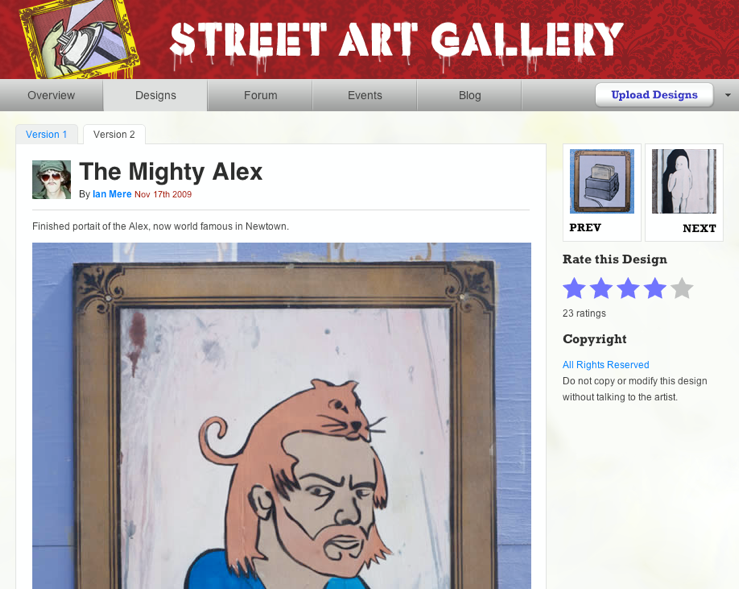 STREET ART GALLERY
Overview
Designs
Forum
Events
Blog
Upload Designs
Version 1
Version 2
The Mighty Alex
By Ian Mere Nov 17th 2009
Finished portait of the Alex, now world famous in Newtown.
PREV
NEXT
Rate this Design
23 ratings
Copyright
All Rights Reserved
Do not copy or modify this design
without talking to the artist.